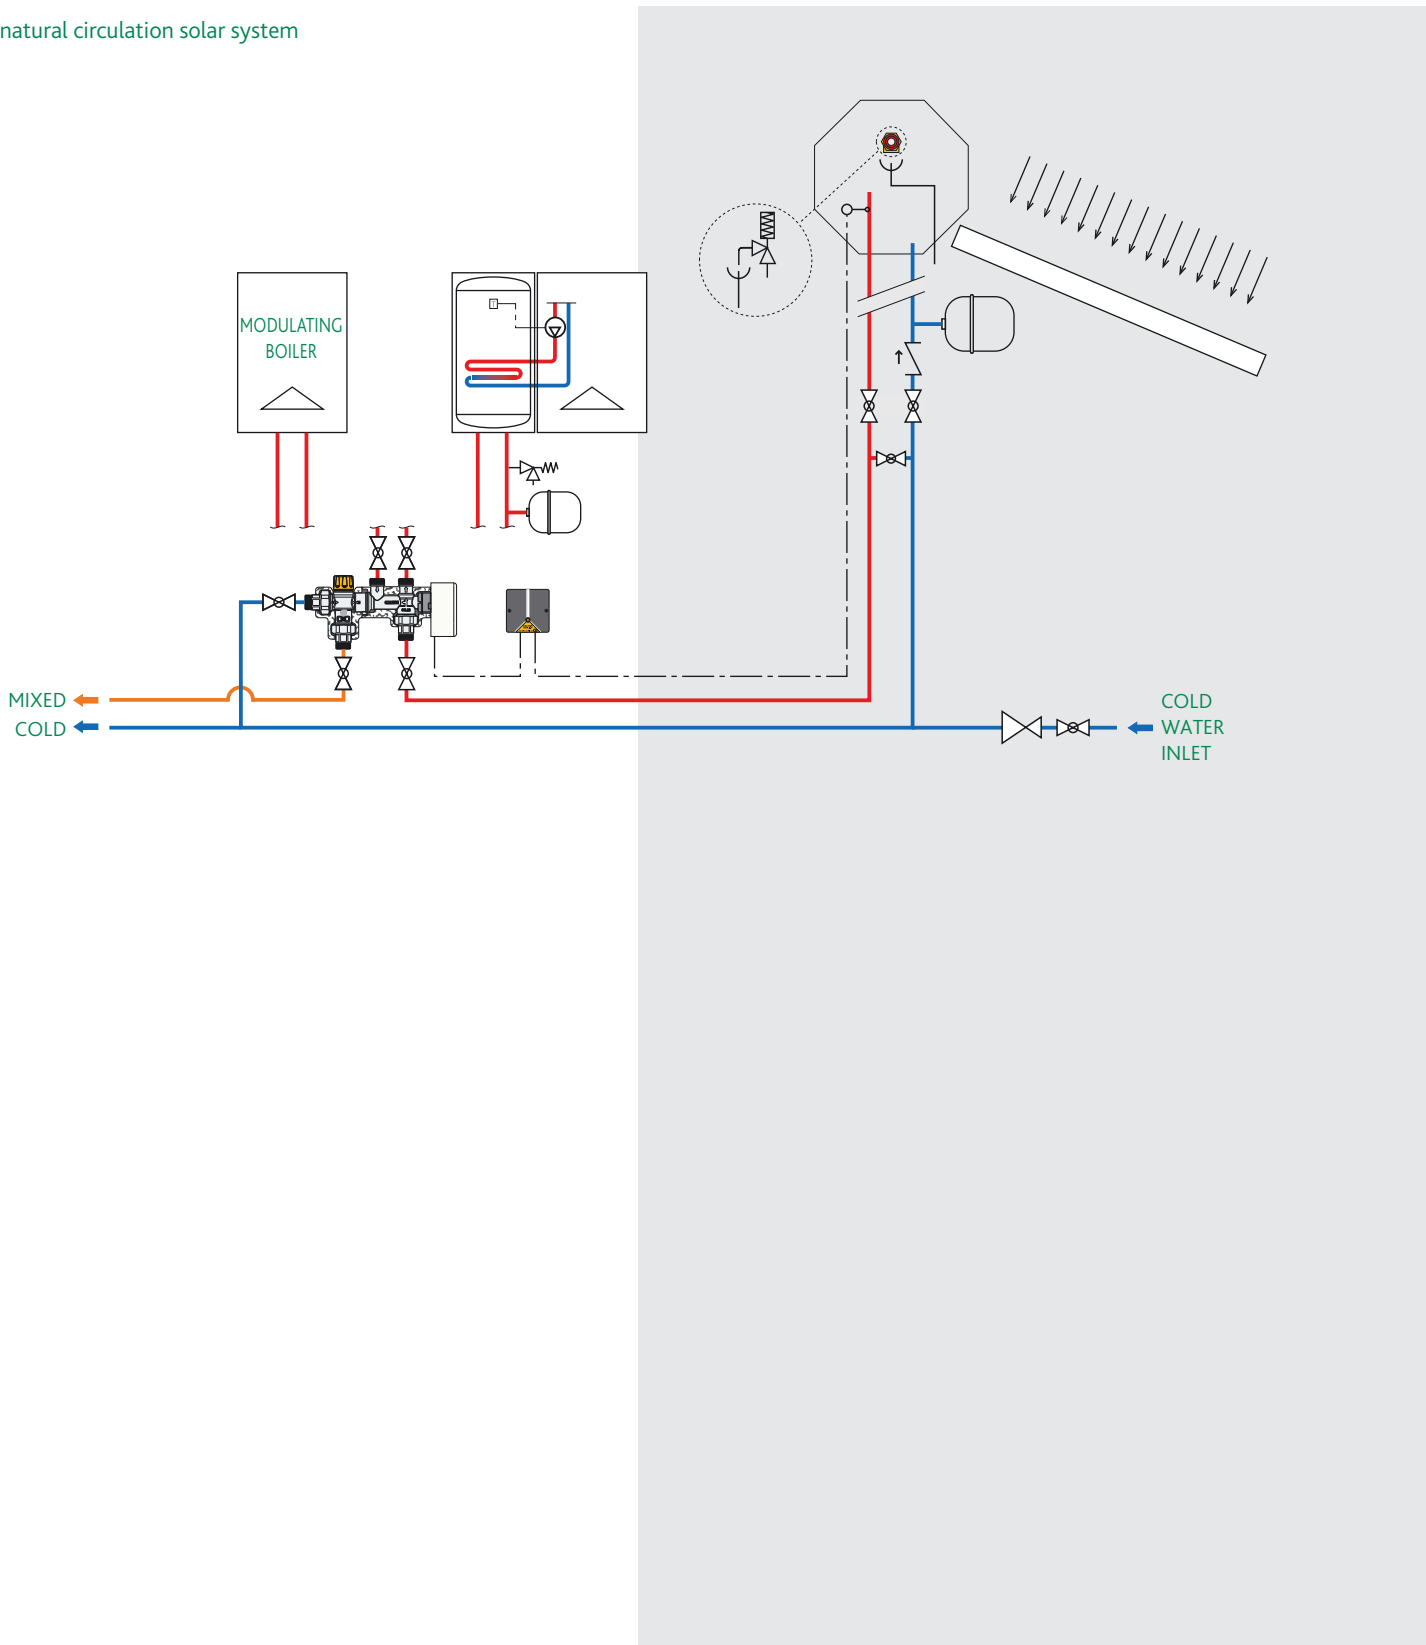 natural circulation solar system
MODULATING
BOILER
MIXED
COLD
COLD
WATER
INLET